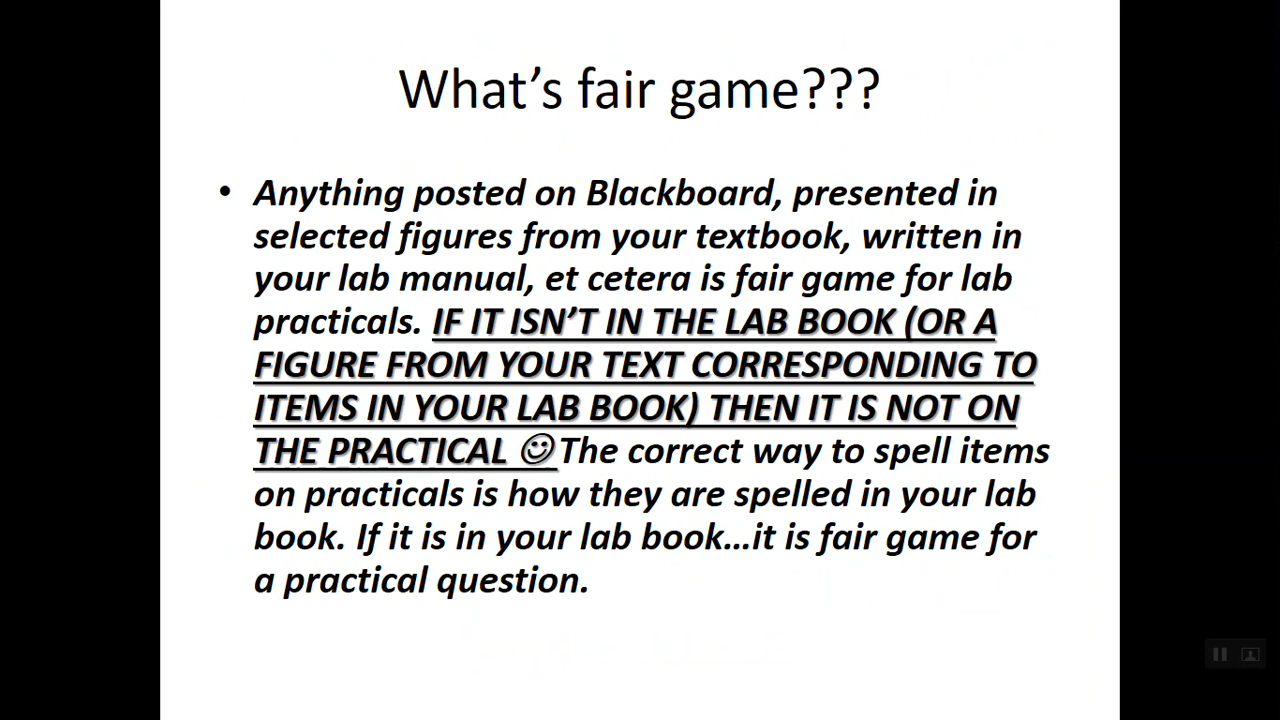 What’s fair game???
• Anything posted on Blackboard, presented in
selected figures from your textbook, written in
your lab manual, et cetera is fair game for lab
practicals. IF IT ISN’T IN THE LAB BOOK (OR A
FIGURE FROM YOUR TEXT CORRESPONDING TO
ITEMS IN YOUR LAB BOOK) THEN IT IS NOT ON
THE PRACTICAL ☺ The correct way to spell items
on practicals is how they are spelled in your lab
book. If it is in your lab book…it is fair game for
a practical question.